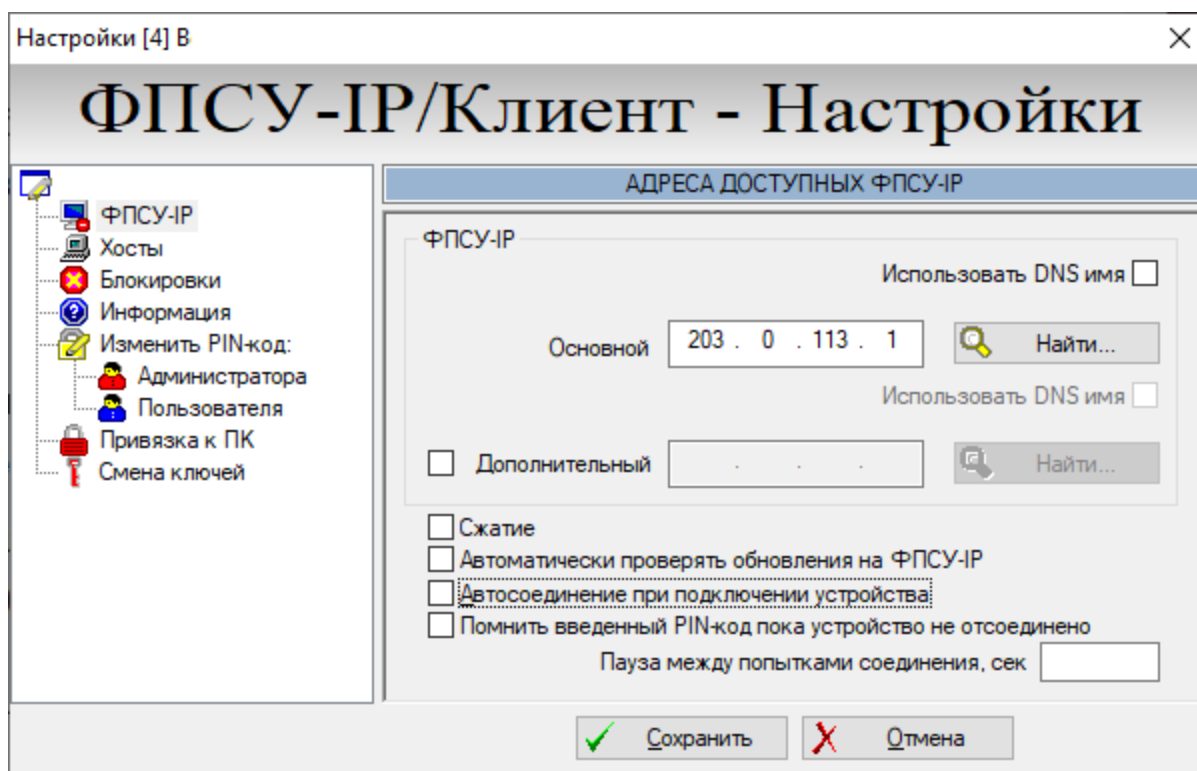 Настройки [4] В
ФПСУ-IP/Клиент - Настройки
ФПСУ-IP
Хосты
Блокировки
Информация
Изменить PIN-код:
Администратора
Пользователя
Привязка к ПК
Смена ключей
АДРЕСА ДОСТУПНЫХ ФПСУ-IP
ФПСУ-IP
Использовать DNS имя
Основной 203 . 0 . 113 . 1 Найти...
Использовать DNS имя
Дополнительный . . . Найти...
Сжатие
Автоматически проверять обновления на ФПСУ-IP
Автосоединение при подключении устройства
Помнить введенный PIN-код пока устройство не отсоединено
Пауза между попытками соединения, сек
Сохранить Отмена